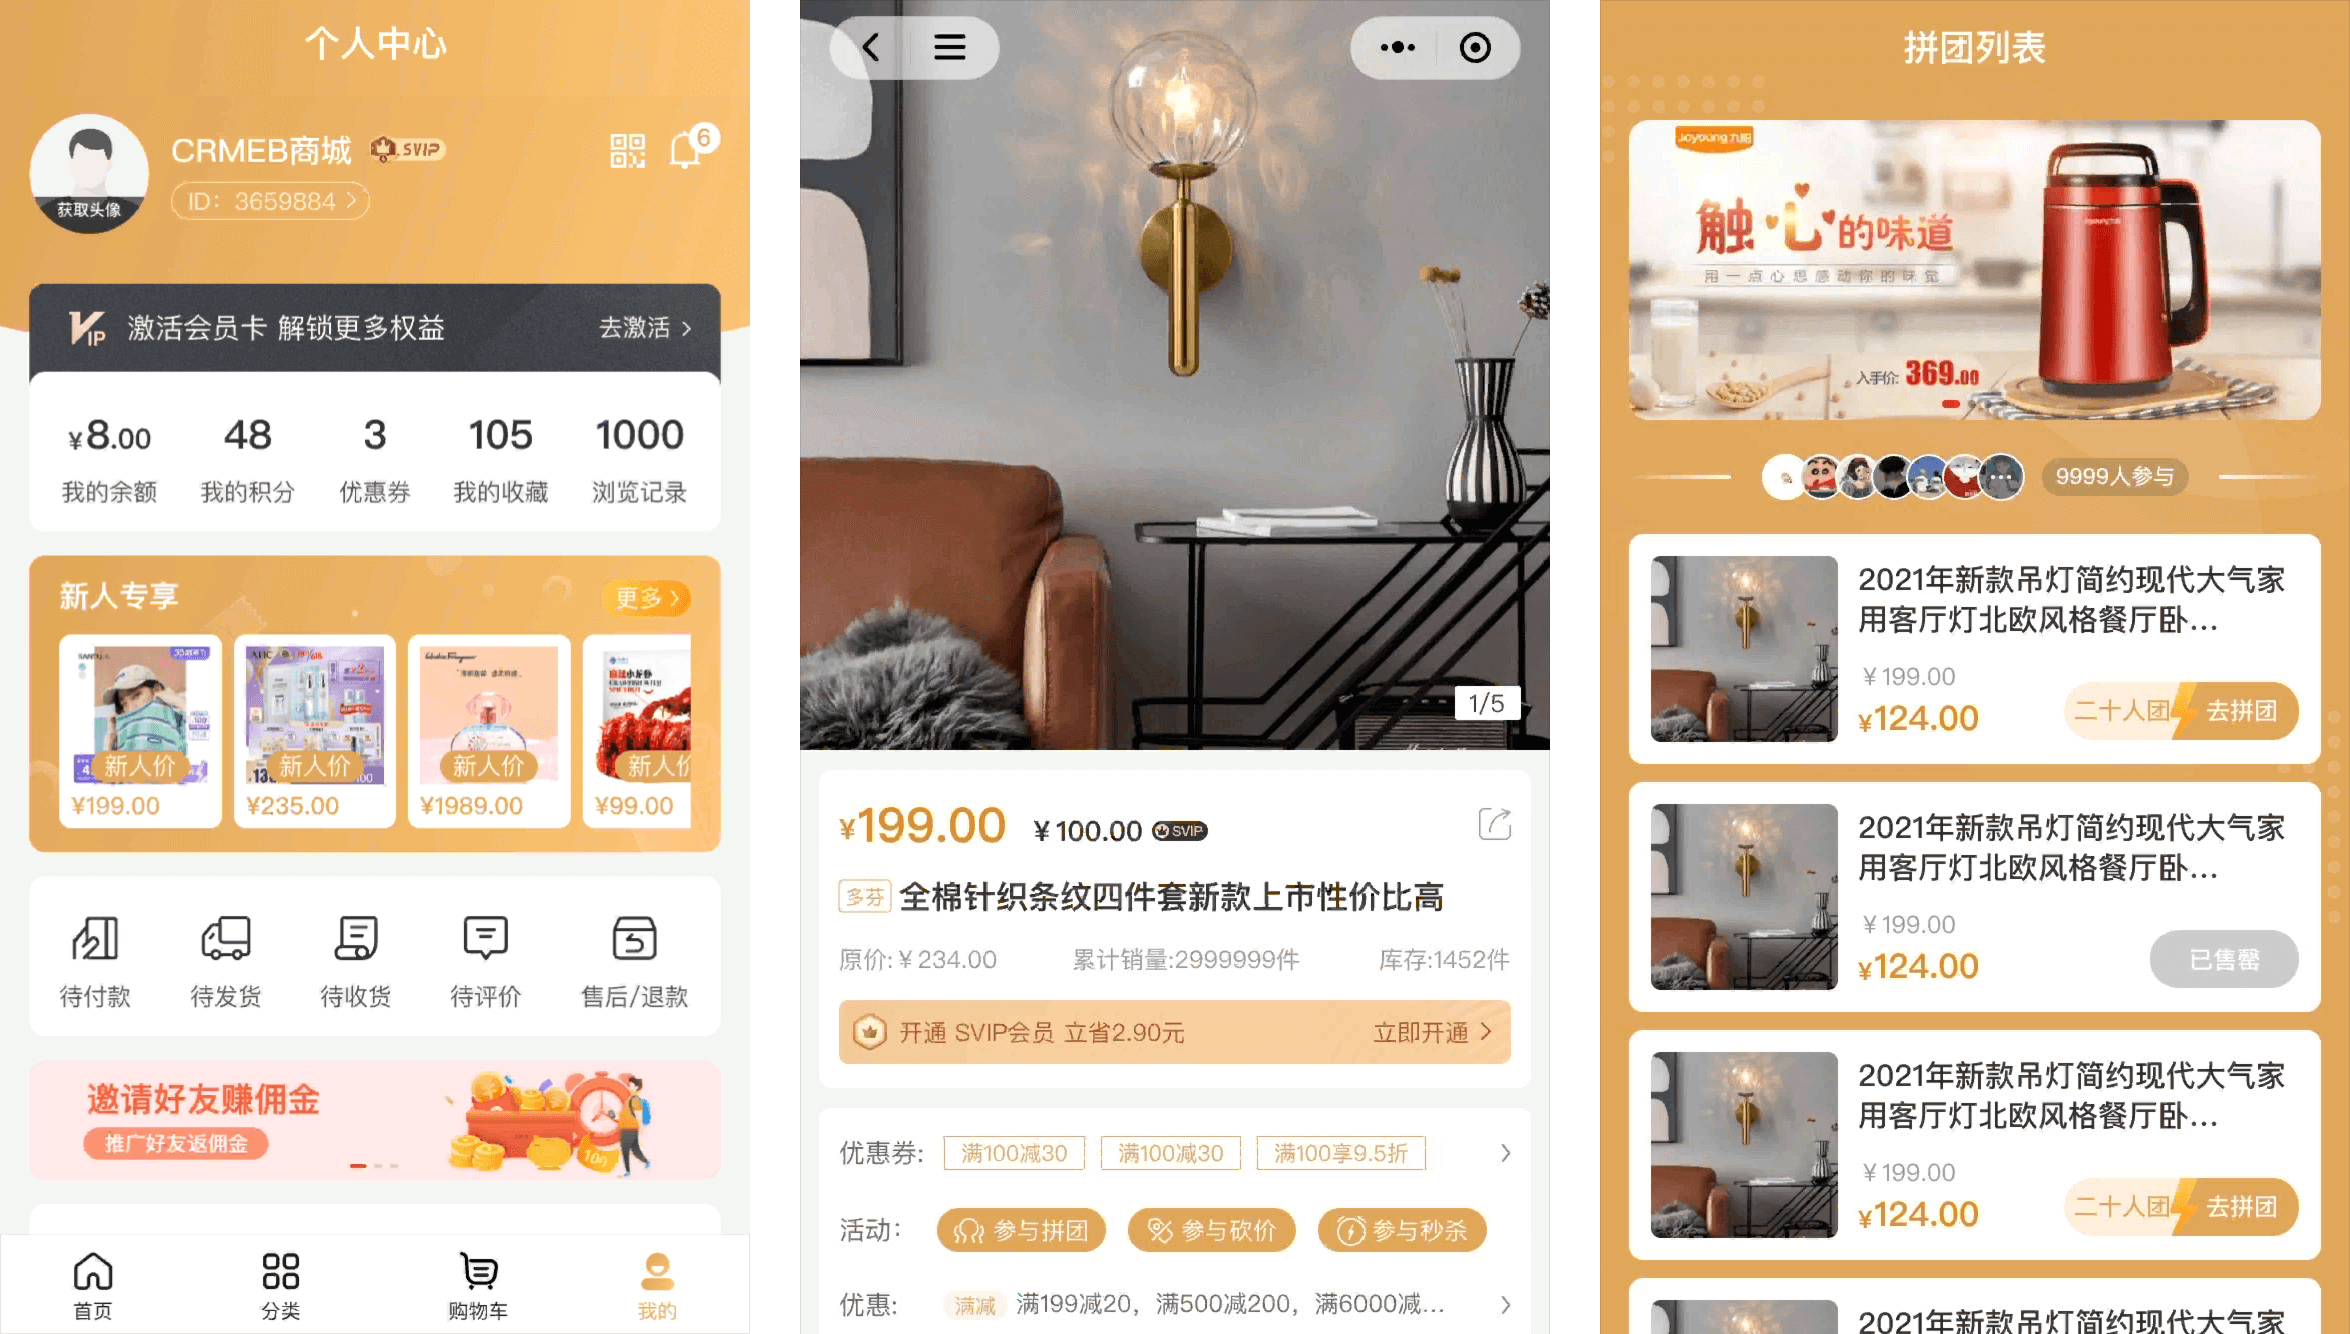 个人中心
CRMEB商城
SVIP
6
获取头像
ID： 3659884 >
VIP 激活会员卡 解锁更多权益
去激活 >
¥8.00
48
3
105
1000
我的余额
我的积分
优惠券
我的收藏
浏览记录
新人专享
更多 >
新人价
¥199.00
新人价
¥235.00
新人价
¥1989.00
新人价
¥99.00
待付款
待发货
待收货
待评价
售后/退款
邀请好友赚佣金
推广好友返佣金
首页
分类
购物车
我的
1/5
¥199.00
¥100.00
SVIP
多芬 全棉针织条纹四件套新款上市性价比高
原价:¥234.00
累计销量:2999999件
库存:1452件
开通 SVIP会员 立省2.90元
立即开通 >
优惠券:
满100减30
满100减30
满100享9.5折
活动:
参与拼团
参与砍价
参与秒杀
优惠:
满减
满199减20，满500减200，满6000减...
拼团列表
Joyoung九阳
触心的味道
用一点心思感动你的味觉
入手价: 369.00
9999人参与
2021年新款吊灯简约现代大气家
用客厅灯北欧风格餐厅卧...
¥199.00
¥124.00
二十人团
去拼团
2021年新款吊灯简约现代大气家
用客厅灯北欧风格餐厅卧...
¥199.00
¥124.00
已售罄
2021年新款吊灯简约现代大气家
用客厅灯北欧风格餐厅卧...
¥199.00
¥124.00
二十人团
去拼团
2021年新款吊灯简约现代大气家